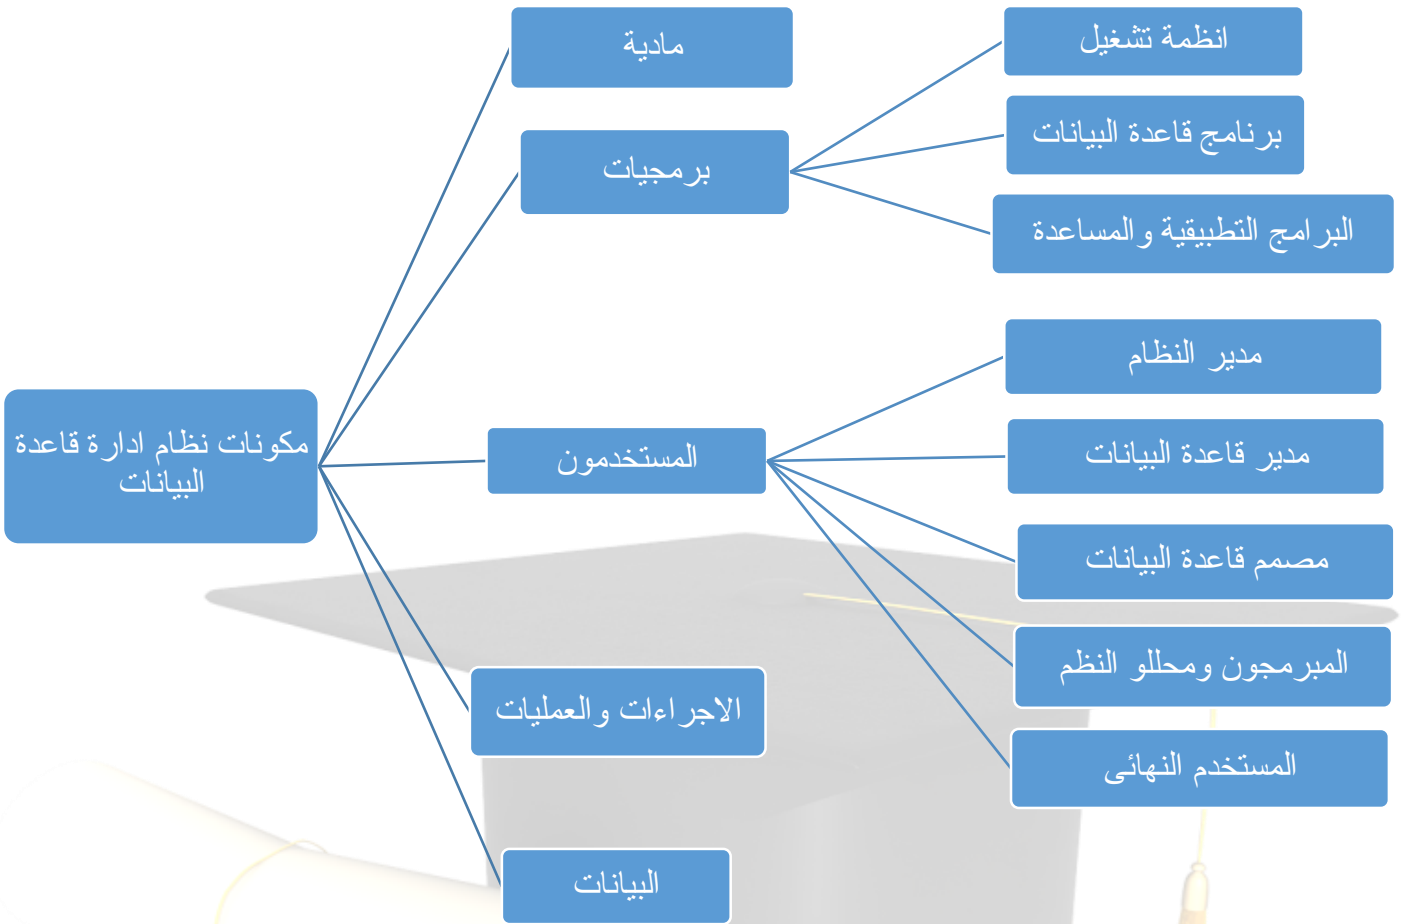 مكونات نظام ادارة قاعدة
البيانات
مادية
برمجيات
انظمة تشغيل
برنامج قاعدة البيانات
البرامج التطبيقية والمساعدة
المستخدمون
مدير النظام
مدير قاعدة البيانات
مصمم قاعدة البيانات
المبرمجون ومحللو النظم
المستخدم النهائى
الاجراءات والعمليات
البيانات